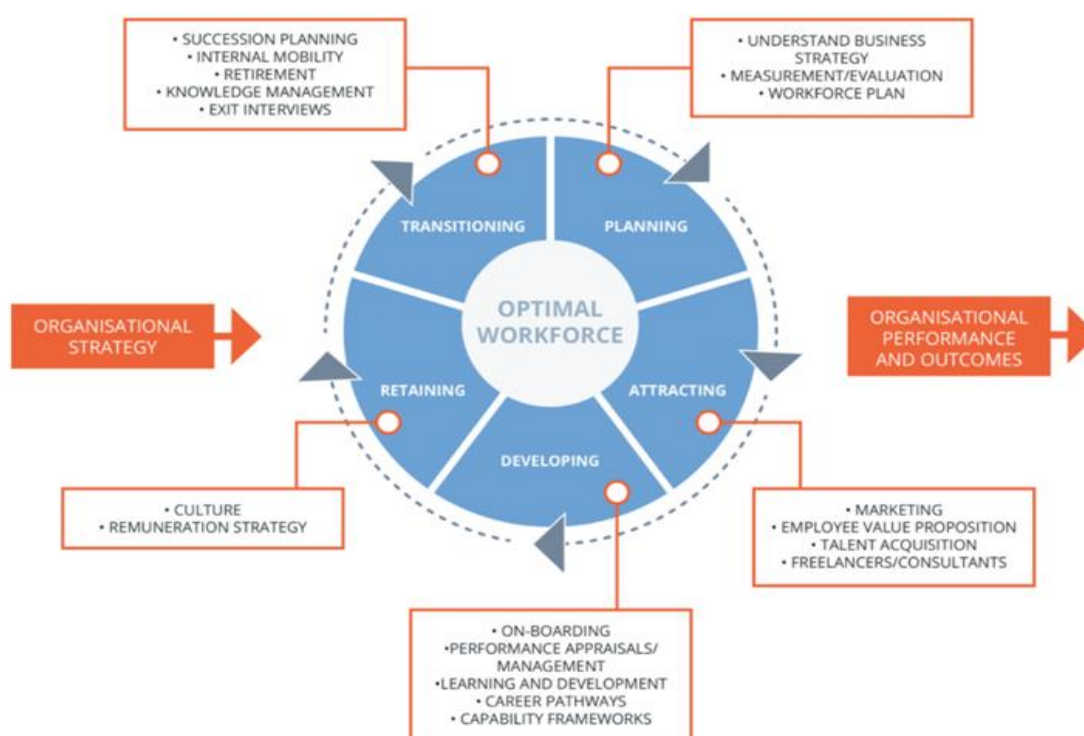 • SUCCESSION PLANNING
• INTERNAL MOBILITY
• RETIREMENT
• KNOWLEDGE MANAGEMENT
• EXIT INTERVIEWS
• UNDERSTAND BUSINESS
STRATEGY
• MEASUREMENT/EVALUATION
• WORKFORCE PLAN
TRANSITIONING
PLANNING
ORGANISATIONAL
STRATEGY
OPTIMAL
WORKFORCE
ORGANISATIONAL
PERFORMANCE
AND OUTCOMES
RETAINING
ATTRACTING
DEVELOPING
• CULTURE
• REMUNERATION STRATEGY
• MARKETING
• EMPLOYEE VALUE PROPOSITION
• TALENT ACQUISITION
• FREELANCERS/CONSULTANTS
• ON-BOARDING
•PERFORMANCE APPRAISALS/
MANAGEMENT
•LEARNING AND DEVELOPMENT
• CAREER PATHWAYS
• CAPABILITY FRAMEWORKS